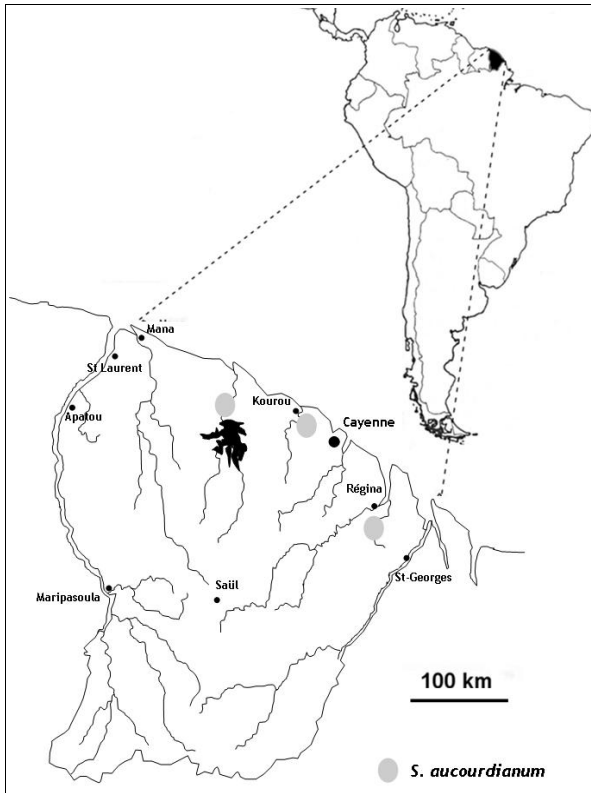 Mana
St Laurent
Kourou
Apatou
Cayenne
Régina
St-Georges
Maripasoula
Saül
100 km
S. aucourdianum